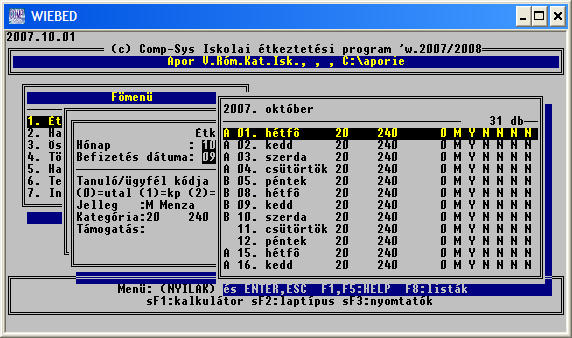 WIEBED
2007.10.01
(c) Comp-Sys Iskolai étkeztetési program 'w.2007/2008
Apor V.Róm.Kat.Isk., , , C:\aporie
Fömenü
1. Ét
2. Ha
3. Ös
4. Tö
5. Ha
6. Te
7. In
Étk
Hónap : 10
Befizetés dátuma: 09
Tanuló/ügyfél kódja
(0)=utal (1)=kp (2)=
Jelleg :M Menza
Kategória:20 240
Támogatás:
2007. október
31 db
A 01. hétfô 20 240 0 M Y N N N N
A 02. kedd 20 240 0 M Y N N N N
A 03. szerda 20 240 0 M Y N N N N
A 04. csütörtök 20 240 0 M Y N N N N
B 05. péntek 20 240 0 M Y N N N N
B 08. hétfô 20 240 0 M Y N N N N
B 09. kedd 20 240 0 M Y N N N N
B 10. szerda 20 240 0 M Y N N N N
11. csütörtök 20 240 0 M Y N N N N
12. péntek 20 240 0 M Y N N N N
A 15. hétfô 20 240 0 M Y N N N N
A 16. kedd 20 240 0 M Y N N N N
Menü: (NYILAK) és ENTER,ESC F1,F5:HELP F8:listák
sF1:kalkulátor sF2:laptípus sF3:nyomtatók